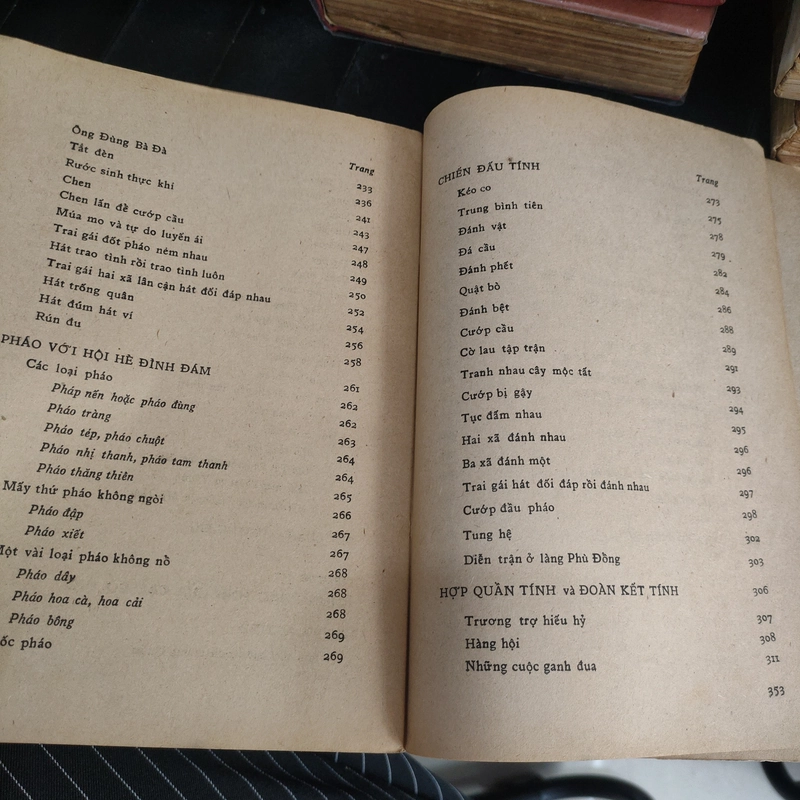 Trang
Ông Đùng Bà Đà 233
Tắt đèn 236
Rước sinh thực khí 241
Chen 243
Chen lấn để cướp cầu 247
Múa mo và tự do luyến ái 248
Trai gái đốt pháo ném nhau 249
Hát trao tình rồi trao tình luôn 250
Trai gái hai xã lân cận hát đối đáp nhau 252
Hát trống quân 254
Hát đúm hát ví 256
Rún đu 258
PHÁO VỚI HỘI HÈ ĐÌNH ĐÁM 261
Các loại pháo 262
Pháp nến hoặc pháo đùng 262
Pháo tràng 263
Pháo tép, pháo chuột 264
Pháo nhị thanh, pháo tam thanh 264
Pháo thăng thiên 265
Mấy thứ pháo không ngòi 266
Pháo đập 267
Pháo xiết 267
Một vài loại pháo không nổ 268
Pháo dây 268
Pháo hoa cà, hoa cải 268
Pháo bông 269
ốc pháo 269
Trang
CHIẾN ĐẤU TÍNH 273
Kéo co 275
Trung bình tiên 278
Đánh vật 279
Đá cầu 282
Đánh phết 284
Quật bò 286
Đánh bệt 288
Cướp cầu 289
Cờ lau tập trận 291
Tranh nhau cây mộc tất 293
Cướp bị gậy 294
Tục đấm nhau 295
Hai xã đánh nhau 296
Ba xã đánh một 296
Trai gái hát đối đáp rồi đánh nhau 297
Cướp đầu pháo 298
Tung hệ 302
Diễn trận ở làng Phù Đồng 303
HỢP QUẦN TÍNH và ĐOÀN KẾT TÍNH 306
Trương trợ hiếu hỷ 307
Hàng hội 308
Những cuộc ganh đua 311
353